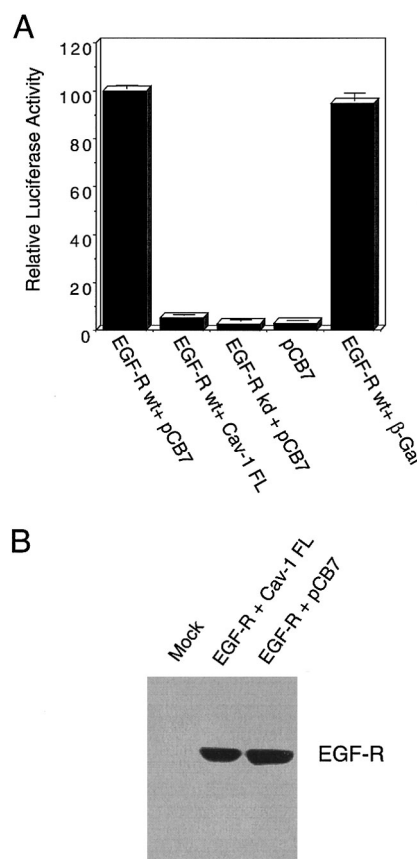 A
Relative Luciferase Activity
120
100
80
60
40
20
0
EGF-R wt+ pCB7
EGF-R wt+ Cav-1 FL
EGF-R kd + pCB7
pCB7
EGF-R wt+ β-Gal
B
Mock
EGF-R + Cav-1 FL
EGF-R + pCB7
EGF-R